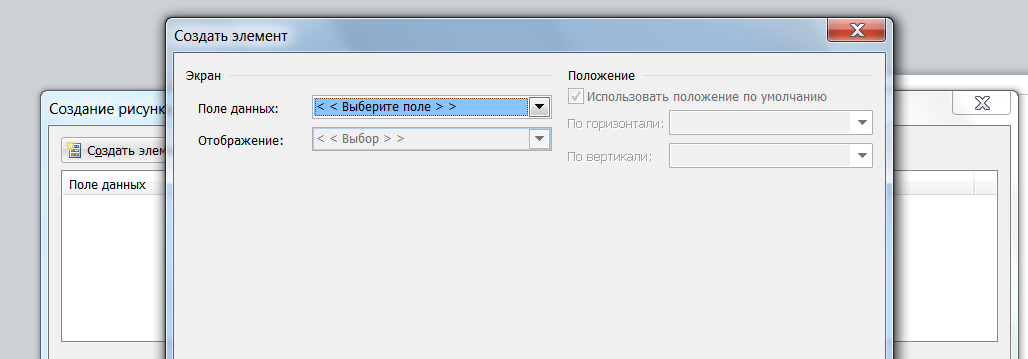 Создать элемент
Экран
Поле данных: < < Выберите поле > >
Отображение: < < Выбор > >
Положение
Использовать положение по умолчанию
По горизонтали:
По вертикали:
Создание рисунк
Создать элем
Поле данных